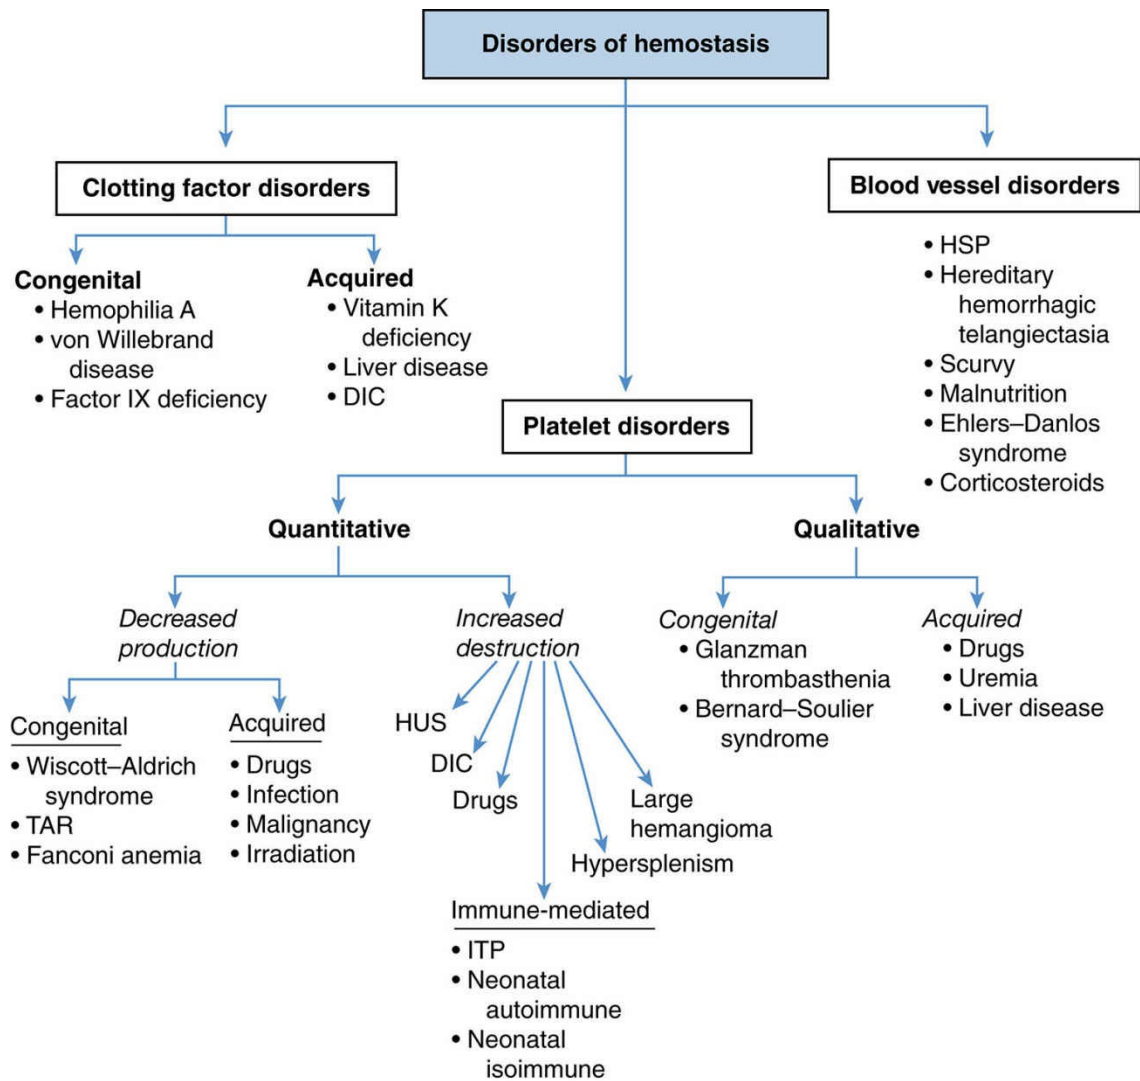 Disorders of hemostasis
Clotting factor disorders
Congenital
• Hemophilia A
• von Willebrand
disease
• Factor IX deficiency
Acquired
• Vitamin K
deficiency
• Liver disease
• DIC
Blood vessel disorders
• HSP
• Hereditary
hemorrhagic
telangiectasia
• Scurvy
• Malnutrition
• Ehlers–Danlos
syndrome
• Corticosteroids
Platelet disorders
Quantitative
Decreased
production
Congenital
• Wiscott–Aldrich
syndrome
• TAR
• Fanconi anemia
Acquired
• Drugs
• Infection
• Malignancy
• Irradiation
Increased
destruction
HUS
DIC
Drugs
Immune-mediated
• ITP
• Neonatal
autoimmune
• Neonatal
isoimmune
Hypersplenism
Large
hemangioma
Qualitative
Congenital
• Glanzman
thrombasthenia
• Bernard–Soulier
syndrome
Acquired
• Drugs
• Uremia
• Liver disease